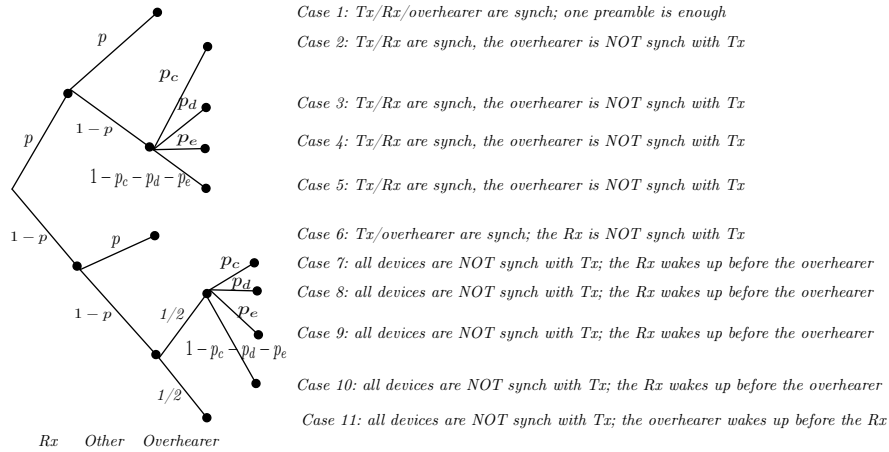 Case 1: Tx/Rx/overhearer are synch; one preamble is enough
p
Case 2: Tx/Rx are synch, the overhearer is NOT synch with Tx
p_c
p_d
Case 3: Tx/Rx are synch, the overhearer is NOT synch with Tx
p
1 − p
p_e
Case 4: Tx/Rx are synch, the overhearer is NOT synch with Tx
1 − p_c − p_d − p_e
Case 5: Tx/Rx are synch, the overhearer is NOT synch with Tx
1 − p
p
Case 6: Tx/overhearer are synch; the Rx is NOT synch with Tx
p_c
Case 7: all devices are NOT synch with Tx; the Rx wakes up before the overhearer
p_d
Case 8: all devices are NOT synch with Tx; the Rx wakes up before the overhearer
1 − p
1/2
p_e
Case 9: all devices are NOT synch with Tx; the Rx wakes up before the overhearer
1 − p_c − p_d − p_e
Case 10: all devices are NOT synch with Tx; the Rx wakes up before the overhearer
1/2
Case 11: all devices are NOT synch with Tx; the overhearer wakes up before the Rx
Rx Other Overhearer